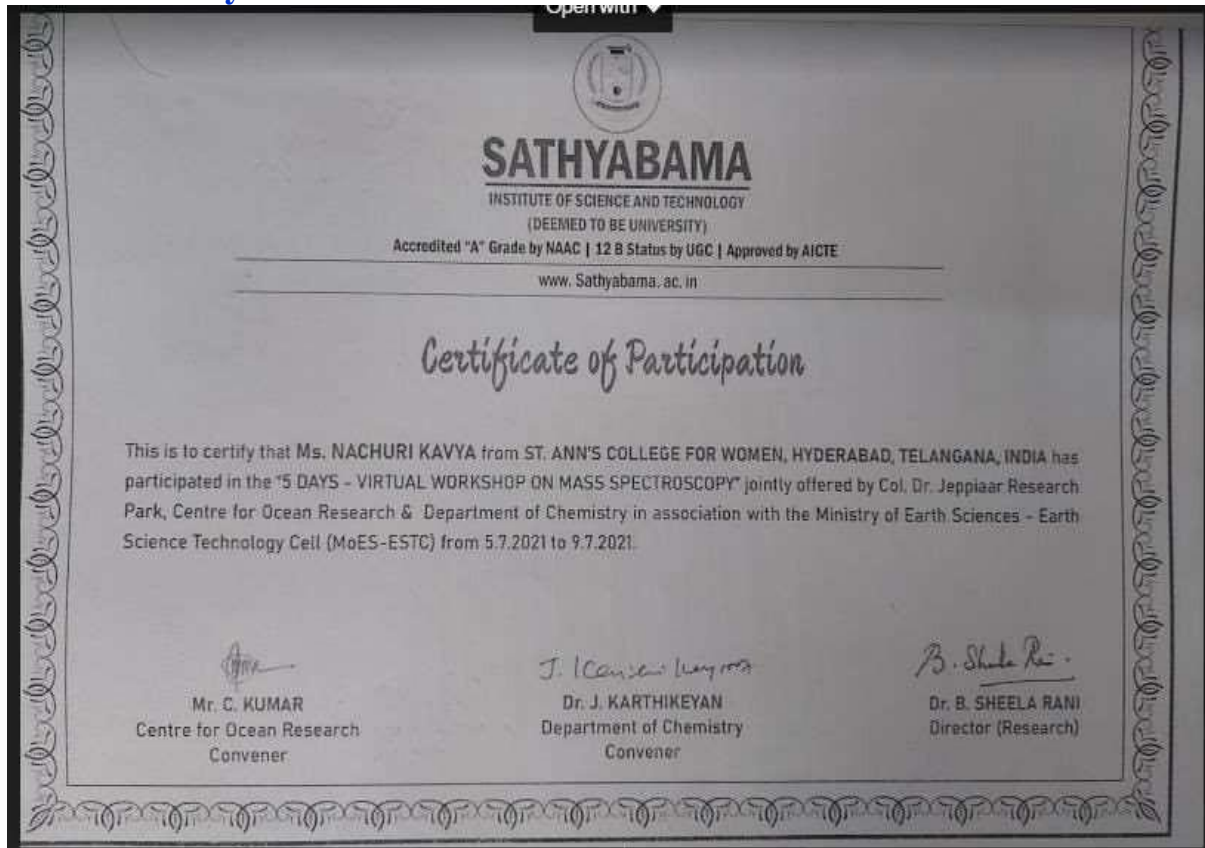 Open with
SATHYABAMA
INSTITUTE OF SCIENCE AND TECHNOLOGY
(DEEMED TO BE UNIVERSITY)
Accredited "A" Grade by NAAC | 12 B Status by UGC | Approved by AICTE
www. Sathyabama. ac. in
Certificate of Participation
This is to certify that Ms. NACHURI KAVYA from ST. ANN'S COLLEGE FOR WOMEN, HYDERABAD, TELANGANA, INDIA has
participated in the "5 DAYS - VIRTUAL WORKSHOP ON MASS SPECTROSCOPY" jointly offered by Col. Dr. Jeppiaar Research
Park, Centre for Ocean Research & Department of Chemistry in association with the Ministry of Earth Sciences - Earth
Science Technology Cell (MoES-ESTC) from 5.7.2021 to 9.7.2021.
B. Sheela Rani.
Mr. C. KUMAR Dr. J. KARTHIKEYAN Dr. B. SHEELA RANI
Centre for Ocean Research Department of Chemistry Director (Research)
Convener Convener